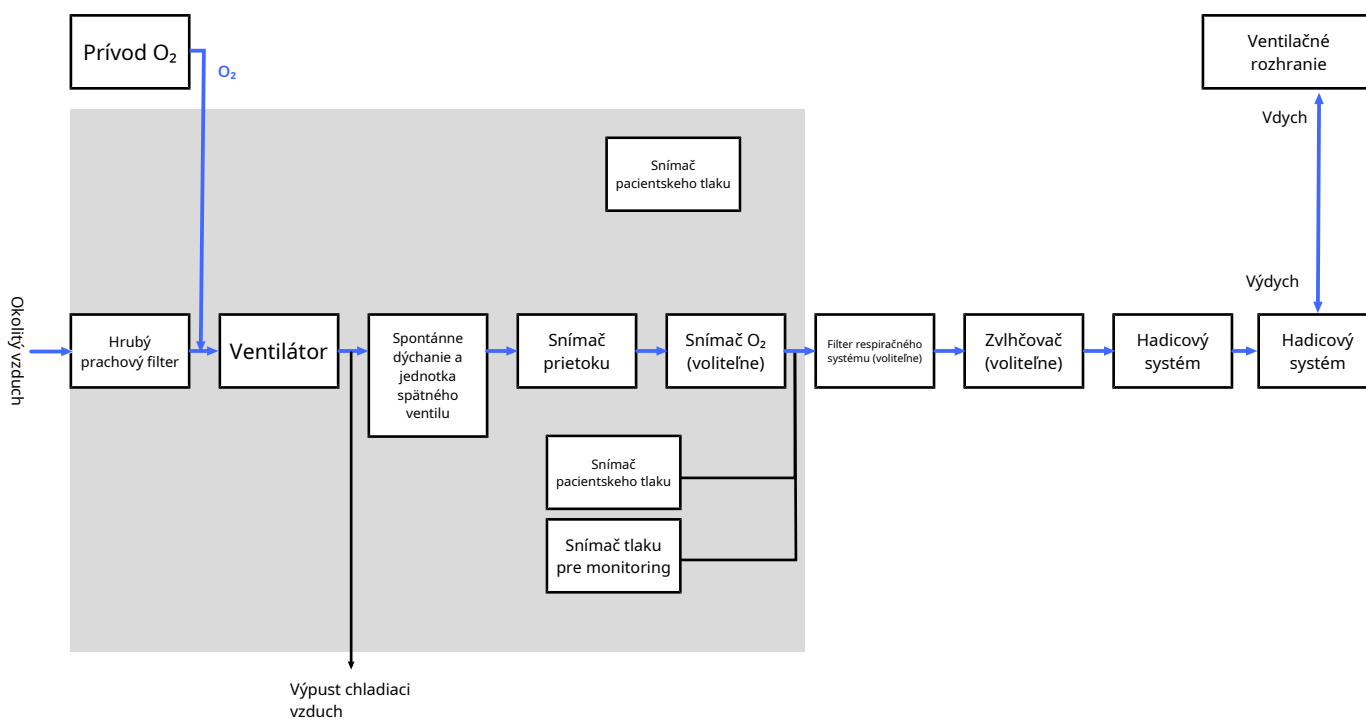 Prívod O₂
O₂
Ventilačné
rozhranie
Vdych
Snímač
pacientskeho tlaku
Výdych
Okolitý vzduch
Hrubý
prachový filter
Ventilátor
Spontánne
dýchanie a
jednotka
spätného
ventilu
Snímač
prietoku
Snímač O₂
(voliteľne)
Filter respiračného
systému (voliteľne)
Zvlhčovač
(voliteľne)
Hadicový
systém
Hadicový
systém
Snímač
pacientskeho tlaku
Snímač tlaku
pre monitoring
Výpust chladiaci
vzduch